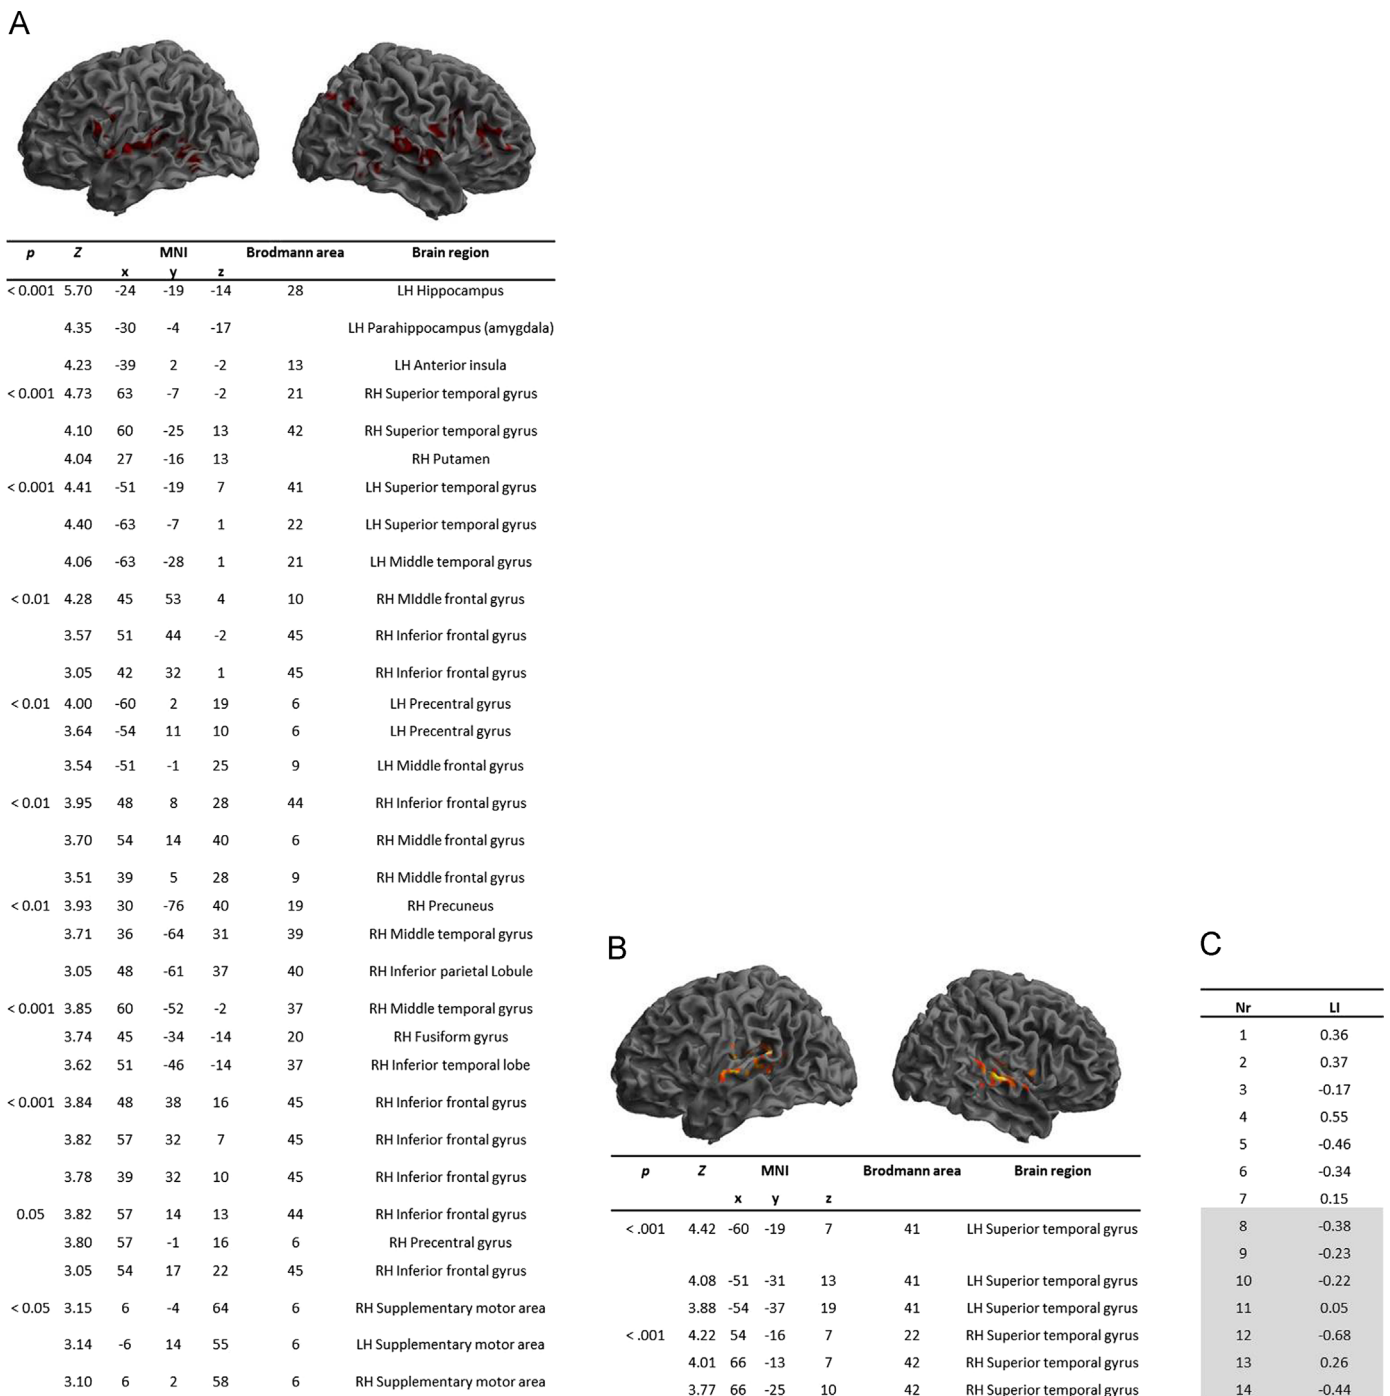 A
p Z MNI Brodmann area Brain region
x y z
< 0.001 5.70 -24 -19 -14 28 LH Hippocampus
4.35 -30 -4 -17 LH Parahippocampus (amygdala)
4.23 -39 2 -2 13 LH Anterior insula
< 0.001 4.73 63 -7 -2 21 RH Superior temporal gyrus
4.10 60 -25 13 42 RH Superior temporal gyrus
4.04 27 -16 13 RH Putamen
< 0.001 4.41 -51 -19 7 41 LH Superior temporal gyrus
4.40 -63 -7 1 22 LH Superior temporal gyrus
4.06 -63 -28 1 21 LH Middle temporal gyrus
< 0.01 4.28 45 53 4 10 RH MIddle frontal gyrus
3.57 51 44 -2 45 RH Inferior frontal gyrus
3.05 42 32 1 45 RH Inferior frontal gyrus
< 0.01 4.00 -60 2 19 6 LH Precentral gyrus
3.64 -54 11 10 6 LH Precentral gyrus
3.54 -51 -1 25 9 LH Middle frontal gyrus
< 0.01 3.95 48 8 28 44 RH Inferior frontal gyrus
3.70 54 14 40 6 RH Middle frontal gyrus
3.51 39 5 28 9 RH Middle frontal gyrus
< 0.01 3.93 30 -76 40 19 RH Precuneus
3.71 36 -64 31 39 RH Middle temporal gyrus
3.05 48 -61 37 40 RH Inferior parietal Lobule
< 0.001 3.85 60 -52 -2 37 RH Middle temporal gyrus
3.74 45 -34 -14 20 RH Fusiform gyrus
3.62 51 -46 -14 37 RH Inferior temporal lobe
< 0.001 3.84 48 38 16 45 RH Inferior frontal gyrus
3.82 57 32 7 45 RH Inferior frontal gyrus
3.78 39 32 10 45 RH Inferior frontal gyrus
0.05 3.82 57 14 13 44 RH Inferior frontal gyrus
3.80 57 -1 16 6 RH Precentral gyrus
3.05 54 17 22 45 RH Inferior frontal gyrus
< 0.05 3.15 6 -4 64 6 RH Supplementary motor area
3.14 -6 14 55 6 LH Supplementary motor area
3.10 6 2 58 6 RH Supplementary motor area
B
p Z MNI Brodmann area Brain region
x y z
< .001 4.42 -60 -19 7 41 LH Superior temporal gyrus
4.08 -51 -31 13 41 LH Superior temporal gyrus
3.88 -54 -37 19 41 LH Superior temporal gyrus
< .001 4.22 54 -16 7 22 RH Superior temporal gyrus
4.01 66 -13 7 42 RH Superior temporal gyrus
3.77 66 -25 10 42 RH Superior temporal gyrus
C
Nr LI
1 0.36
2 0.37
3 -0.17
4 0.55
5 -0.46
6 -0.34
7 0.15
8 -0.38
9 -0.23
10 -0.22
11 0.05
12 -0.68
13 0.26
14 -0.44